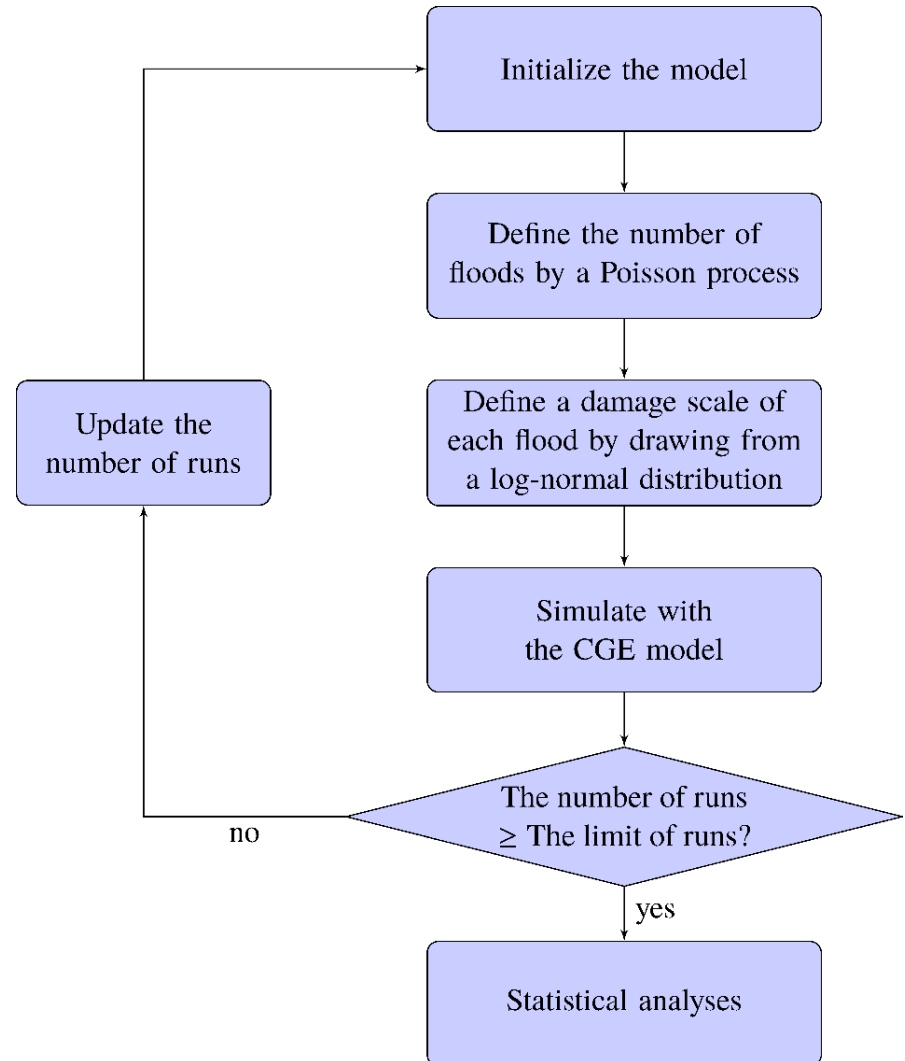 Initialize the model
Define the number of
floods by a Poisson process
Define a damage scale of
each flood by drawing from
a log-normal distribution
Update the
number of runs
Simulate with
the CGE model
The number of runs
≥ The limit of runs?
no
yes
Statistical analyses